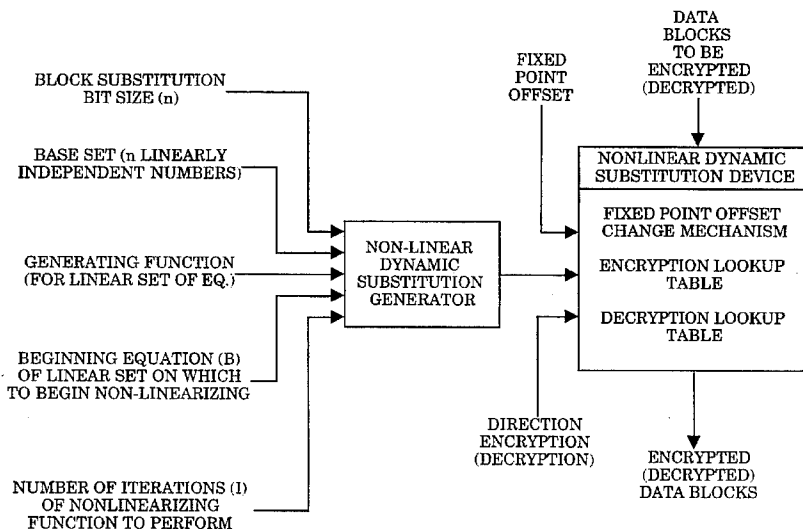 BLOCK SUBSTITUTION
BIT SIZE (n)
BASE SET (n LINEARLY
INDEPENDENT NUMBERS)
GENERATING FUNCTION
(FOR LINEAR SET OF EQ.)
BEGINNING EQUATION (B)
OF LINEAR SET ON WHICH
TO BEGIN NON-LINEARIZING
NUMBER OF ITERATIONS (I)
OF NONLINEARIZING
FUNCTION TO PERFORM
NON-LINEAR
DYNAMIC
SUBSTITUTION
GENERATOR
FIXED
POINT
OFFSET
DIRECTION
ENCRYPTION
(DECRYPTION)
DATA
BLOCKS
TO BE
ENCRYPTED
(DECRYPTED)
NONLINEAR DYNAMIC
SUBSTITUTION DEVICE
FIXED POINT OFFSET
CHANGE MECHANISM
ENCRYPTION LOOKUP
TABLE
DECRYPTION LOOKUP
TABLE
ENCRYPTED
(DECRYPTED)
DATA BLOCKS